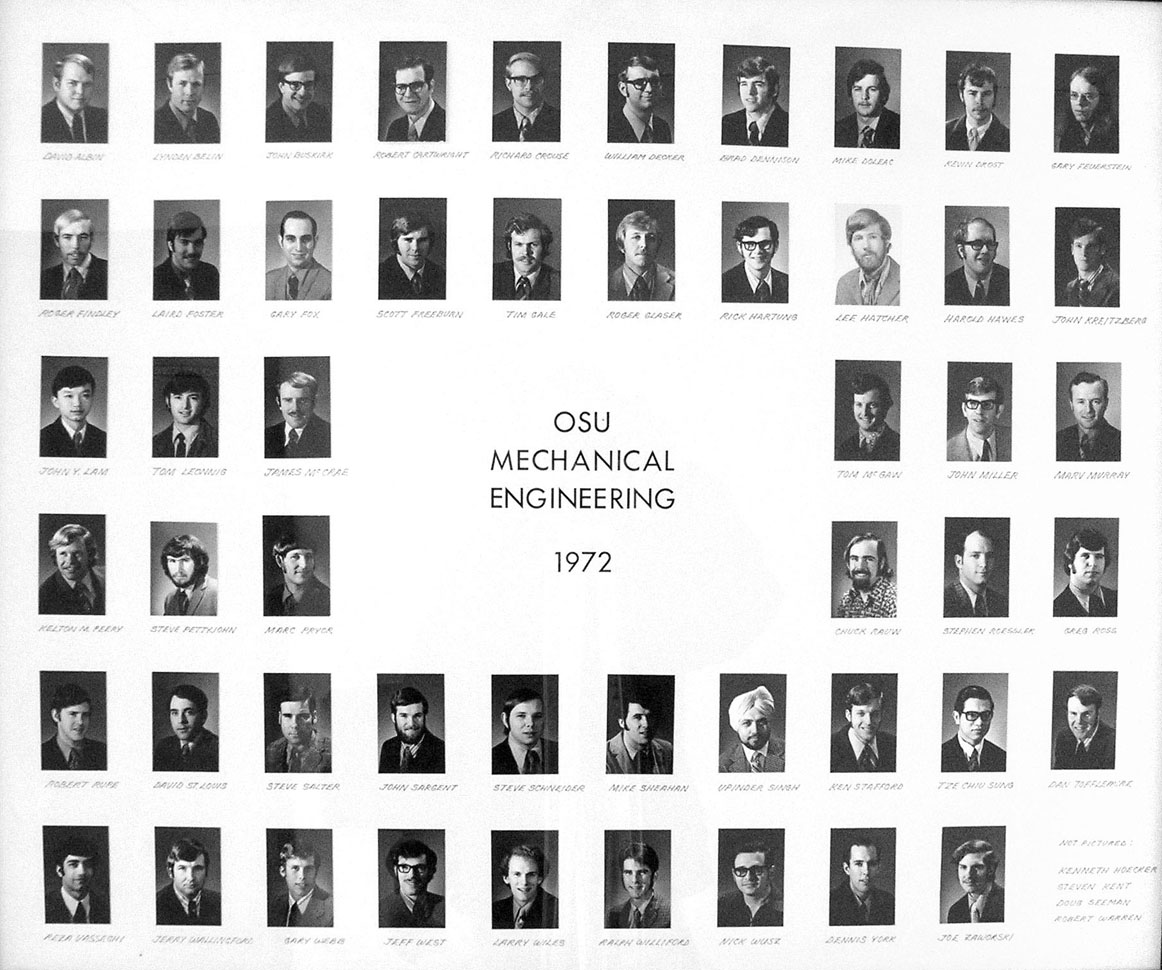 DAVID ALBIN LYNDEN BELIN JOHN BUSKIRK ROBERT CARTWRIGHT RICHARD CROUSE WILLIAM DECKER BRAD DENNISON MIKE DOLEAC KEVIN DROST GARY FEUERSTEIN
ROGER FINDLEY LAIRD FOSTER GARY FOX SCOTT FREEBURN TIM GALE ROGER GLASER RICK HARTUNG LEE HATCHER HAROLD HAWES JOHN KREITZBERG
OSU
MECHANICAL
ENGINEERING
1972
JOHN Y. LAM TOM LEONNIG JAMES McCRAE TOM McGAW JOHN MILLER MARV MURRAY
KELTON M. PEERY STEVE PETTYJOHN MARC PRYOR CHUCK RAUW STEPHEN ROESSLER GREG ROSS
ROBERT RUPE DAVID ST. LOUIS STEVE SALTER JOHN SARGENT STEVE SCHNEIDER MIKE SHEAHAN UPINDER SINGH KEN STAFFORD TZE CHIU SUNG DAN TOFFLEMIRE
REZA VASSEGHI JERRY WALLINGFORD GARY WEBB JEFF WEST LARRY WILES RALPH WILLIFORD NICK WUSZ DENNIS YORK JOE ZAWORSKI
NOT PICTURED:
KENNETH HOECKER
STEVEN KENT
DOUG SEEMAN
ROBERT WARREN